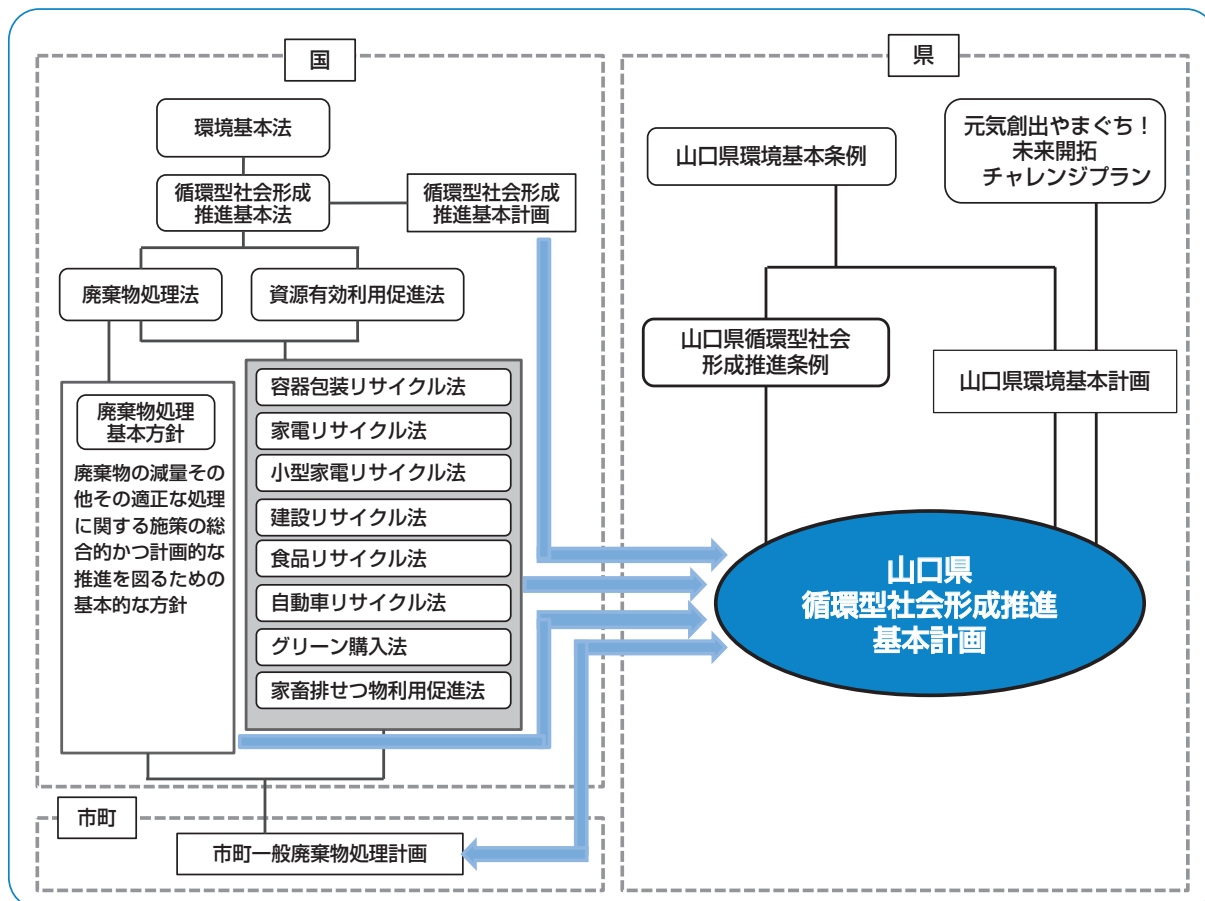 国
環境基本法
循環型社会形成
推進基本法
循環型社会形成
推進基本計画
廃棄物処理法
資源有効利用促進法
廃棄物処理
基本方針
廃棄物の減量その
他その適正な処理
に関する施策の総
合的かつ計画的な
推進を図るための
基本的な方針
容器包装リサイクル法
家電リサイクル法
小型家電リサイクル法
建設リサイクル法
食品リサイクル法
自動車リサイクル法
グリーン購入法
家畜排せつ物利用促進法
市町
市町一般廃棄物処理計画
県
山口県環境基本条例
元気創出やまぐち！
未来開拓
チャレンジプラン
山口県循環型社会
形成推進条例
山口県環境基本計画
山口県
循環型社会形成推進
基本計画